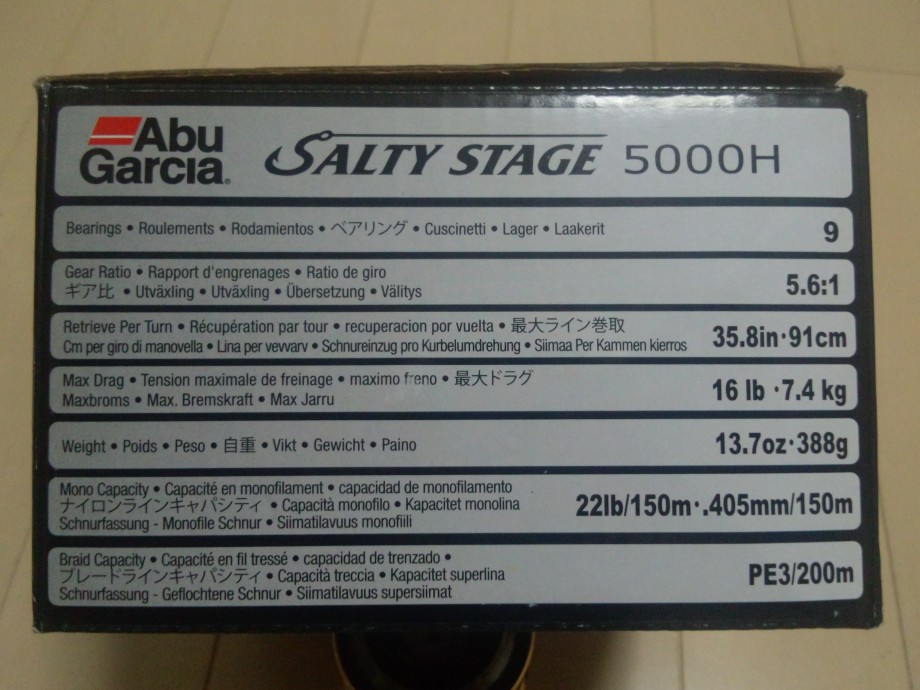 Abu Garcia® SALTY STAGE 5000H
Bearings • Roulements • Rodamientos • ベアリング • Cuscinetti • Lager • Laakerit 9
Gear Ratio • Rapport d'engrenages • Ratio de giro
ギア比 • Utväxling • Utväxling • Übersetzung • Välitys 5.6:1
Retrieve Per Turn • Récupération par tour • recuperacion por vuelta • 最大ライン巻取
Cm per giro di manovella • Lina per vevvarv • Schnureinzug pro Kurbelumdrehung • Siimaa Per Kammen kierros 35.8in·91cm
Max Drag • Tension maximale de freinage • maximo freno • 最大ドラグ
Maxbroms • Max. Bremskraft • Max Jarru 16 lb ·7.4 kg
Weight • Poids • Peso • 自重 • Vikt • Gewicht • Paino 13.7oz·388g
Mono Capacity • Capacité en monofilament • capacidad de monofilamento
ナイロンラインキャパシティ • Capacità monofilo • Kapacitet monolina 22lb/150m·.405mm/150m
Schnurfassung - Monofile Schnur • Siimatilavuus monofiili
Braid Capacity • Capacité en fil tressé • capacidad de trenzado •
ブレードラインキャパシティ • Capacità treccia • Kapacitet superlina PE3/200m
Schnurfassung - Geflochtene Schnur • Siimatilavuus supersiimat